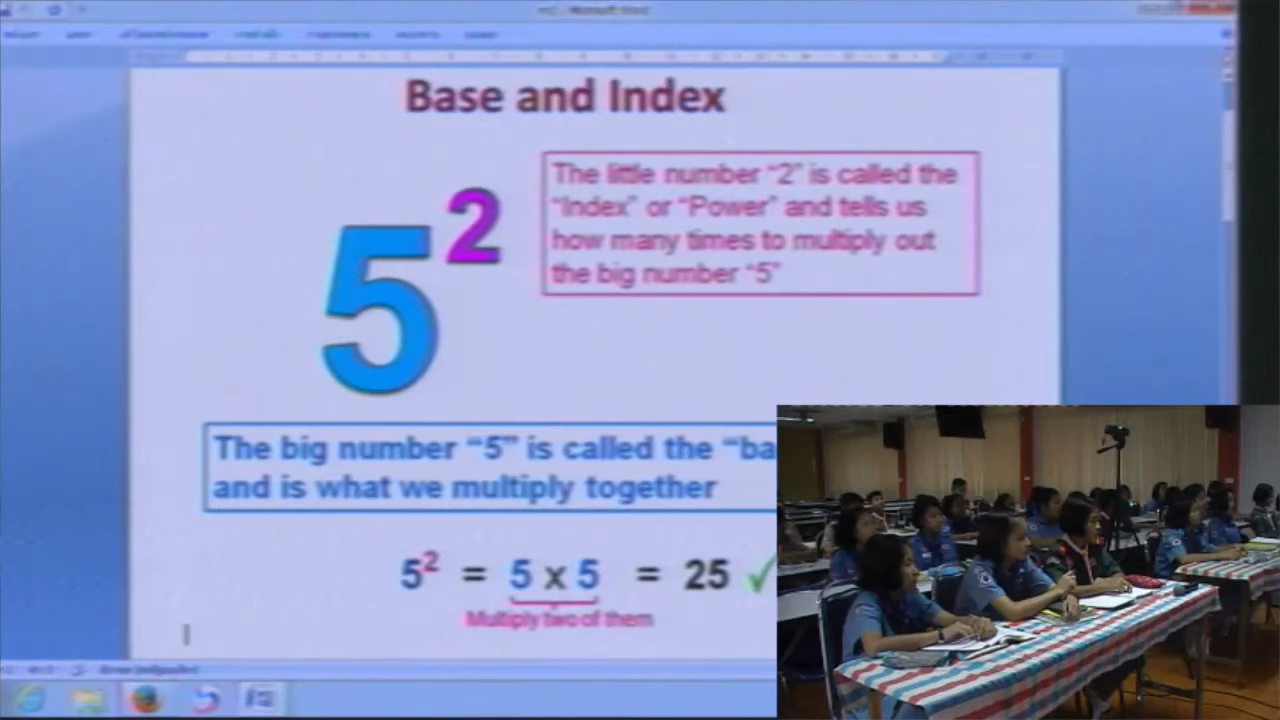 Base and Index
5²
The little number “2” is called the
“Index” or “Power” and tells us
how many times to multiply out
the big number “5”
The big number “5” is called the “ba
and is what we multiply together
5² = 5 x 5 = 25 ✓
Multiply two of them